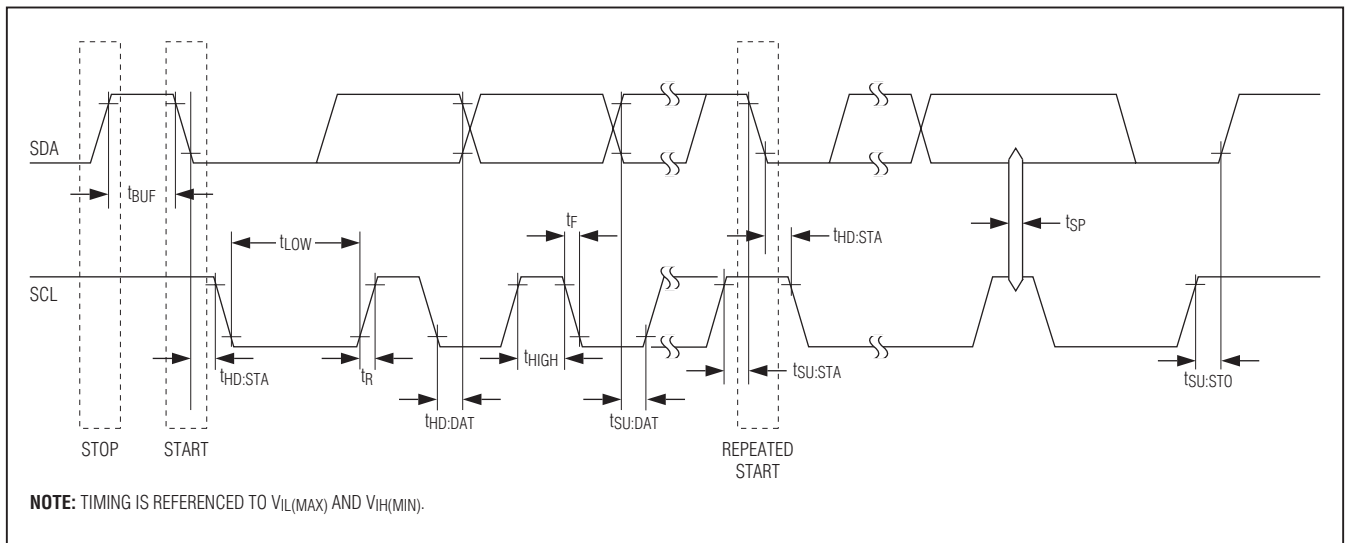 SDA
tBUF
tLOW
tF
tHD:STA
tSP
SCL
tHD:STA
tR
tHIGH
tHD:DAT
tSU:DAT
tSU:STA
tSU:STO
STOP
START
REPEATED
START
NOTE: TIMING IS REFERENCED TO VIL(MAX) AND VIH(MIN).